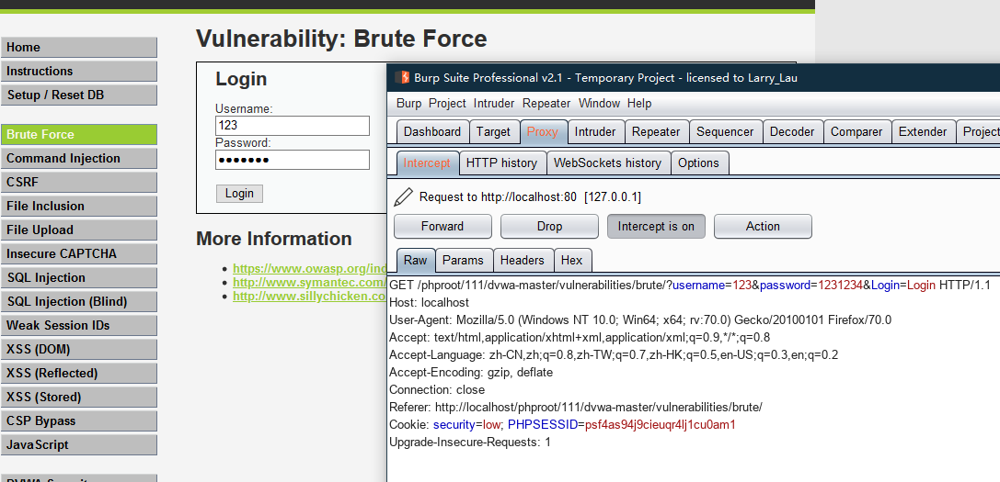 Vulnerability: Brute Force
Home
Instructions
Setup / Reset DB
Brute Force
Command Injection
CSRF
File Inclusion
File Upload
Insecure CAPTCHA
SQL Injection
SQL Injection (Blind)
Weak Session IDs
XSS (DOM)
XSS (Reflected)
XSS (Stored)
CSP Bypass
JavaScript
Login
Username:
123
Password:
•••••••
Login
More Information
https://www.owasp.org/ind
http://www.symantec.com/
http://www.sillychicken.co
Burp Suite Professional v2.1 - Temporary Project - licensed to Larry_Lau
Burp Project Intruder Repeater Window Help
Dashboard Target Proxy Intruder Repeater Sequencer Decoder Comparer Extender Project
Intercept HTTP history WebSockets history Options
Request to http://localhost:80 [127.0.0.1]
Forward Drop Intercept is on Action
Raw Params Headers Hex
GET /phproot/111/dvwa-master/vulnerabilities/brute/?username=123&password=1231234&Login=Login HTTP/1.1
Host: localhost
User-Agent: Mozilla/5.0 (Windows NT 10.0; Win64; x64; rv:70.0) Gecko/20100101 Firefox/70.0
Accept: text/html,application/xhtml+xml,application/xml;q=0.9,*/*;q=0.8
Accept-Language: zh-CN,zh;q=0.8,zh-TW;q=0.7,zh-HK;q=0.5,en-US;q=0.3,en;q=0.2
Accept-Encoding: gzip, deflate
Connection: close
Referer: http://localhost/phproot/111/dvwa-master/vulnerabilities/brute/
Cookie: security=low; PHPSESSID=psf4as94j9cieuqr4lj1cu0am1
Upgrade-Insecure-Requests: 1